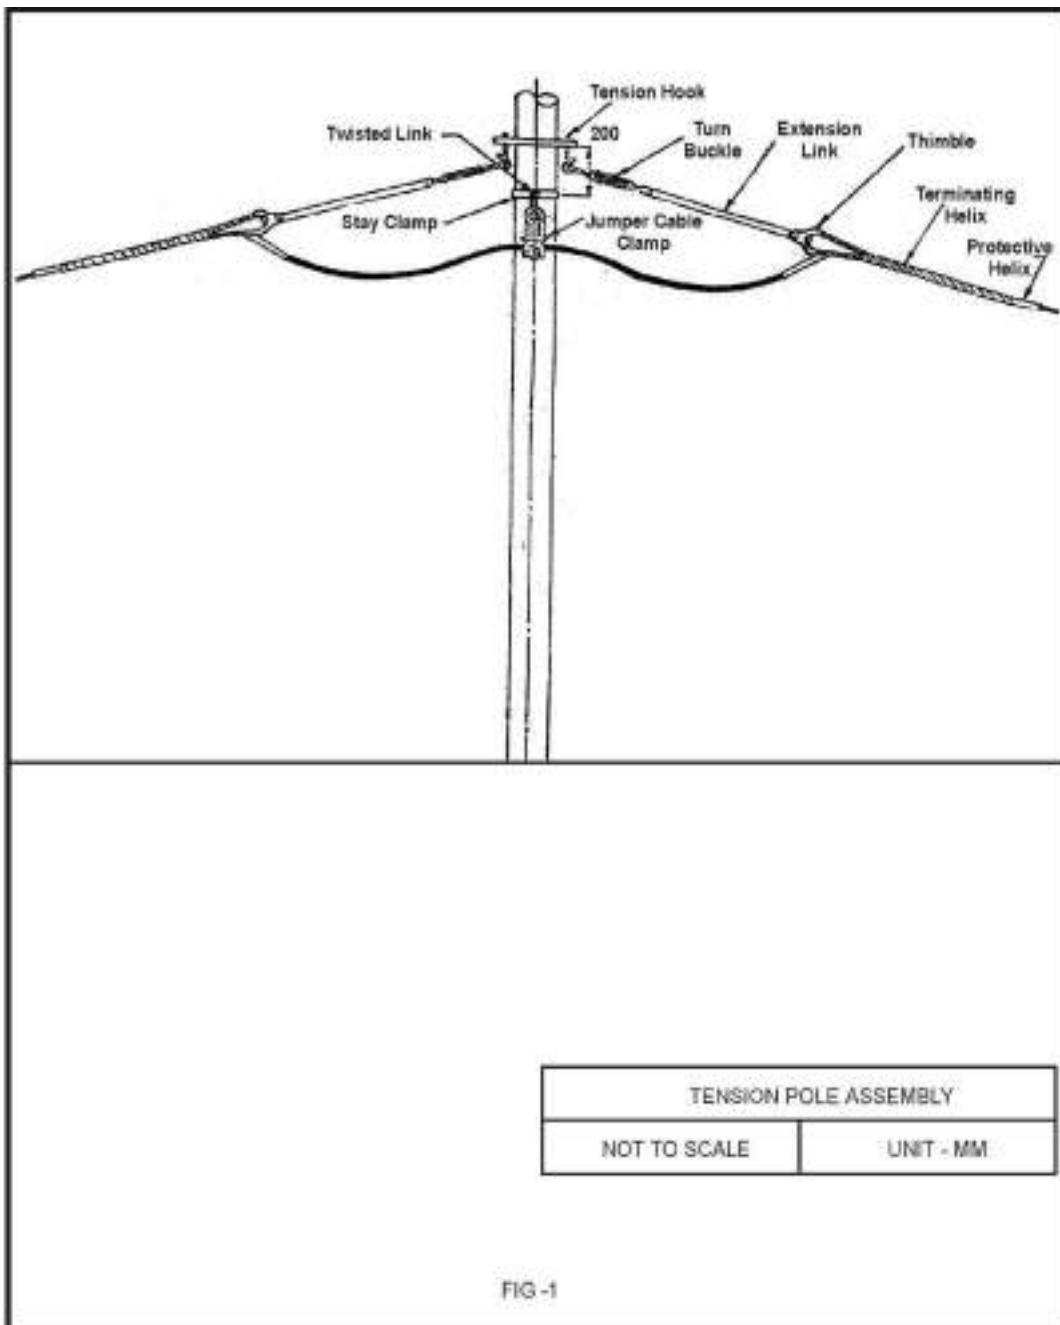 Tension Hook
Twisted Link
200
Turn
Buckle
Extension
Link
Thimble
Stay Clamp
Jumper Cable
Clamp
Terminating
Helix
Protective
Helix
TENSION POLE ASSEMBLY
NOT TO SCALE
UNIT - MM
FIG -1